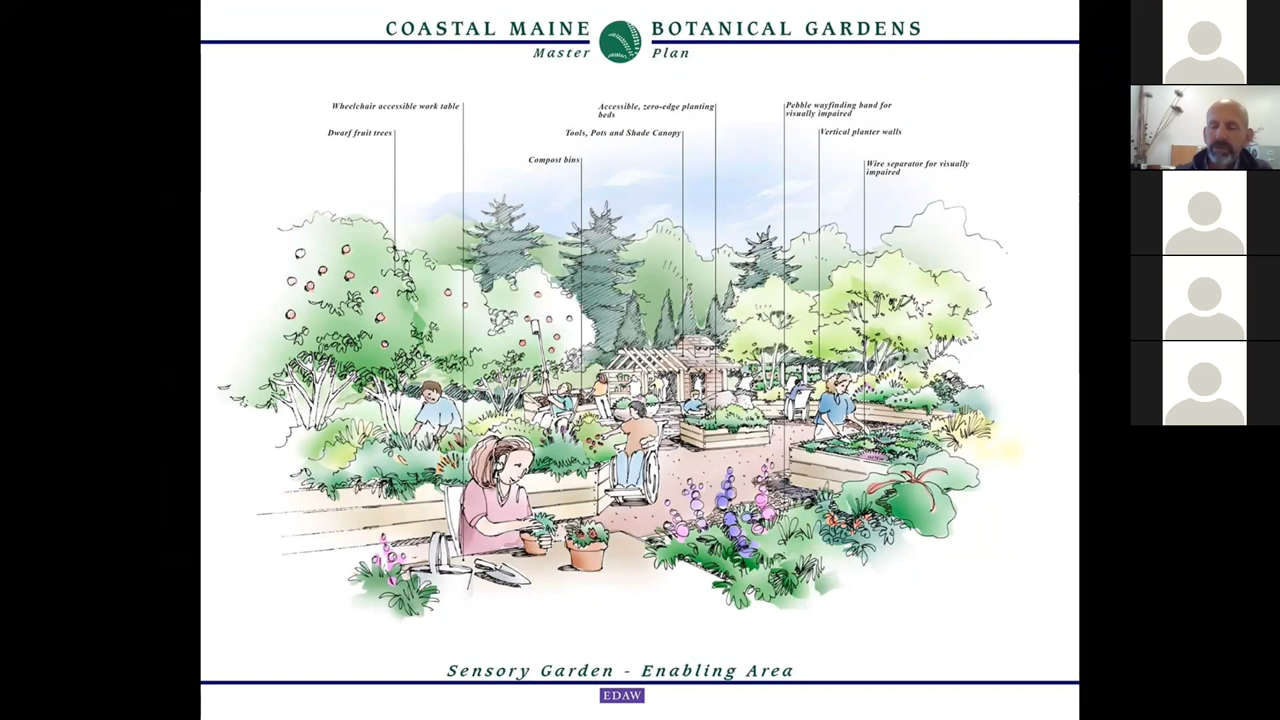 COASTAL MAINE BOTANICAL GARDENS
Master Plan
Wheelchair accessible work table
Accessible, zero-edge planting
beds
Pebble wayfinding band for
visually impaired
Dwarf fruit trees
Tools, Pots and Shade Canopy
Vertical planter walls
Compost bins
Wire separator for visually
impaired
Sensory Garden - Enabling Area
EDAW